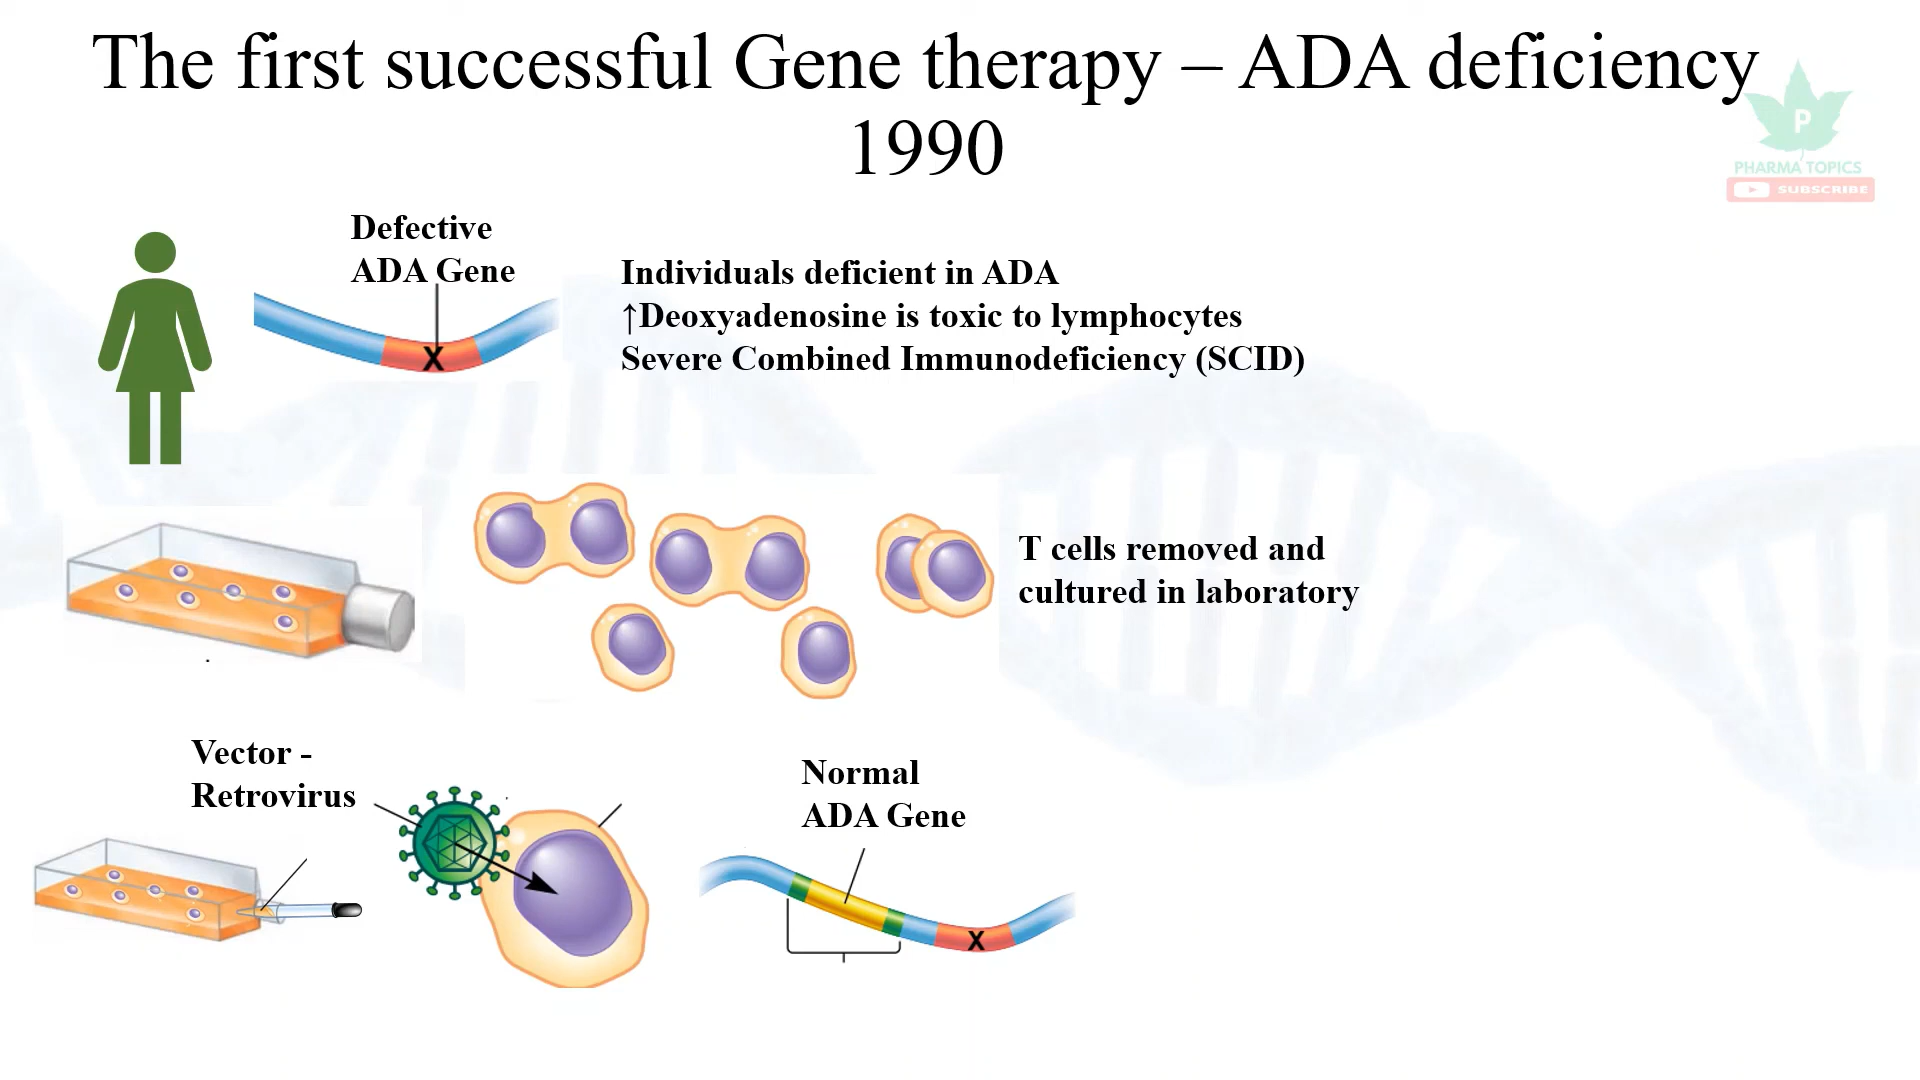 The first successful Gene therapy – ADA deficiency
1990
P
PHARMA TOPICS
SUBSCRIBE
Defective
ADA Gene
X
Individuals deficient in ADA
↑Deoxyadenosine is toxic to lymphocytes
Severe Combined Immunodeficiency (SCID)
T cells removed and
cultured in laboratory
Vector -
Retrovirus
Normal
ADA Gene
X